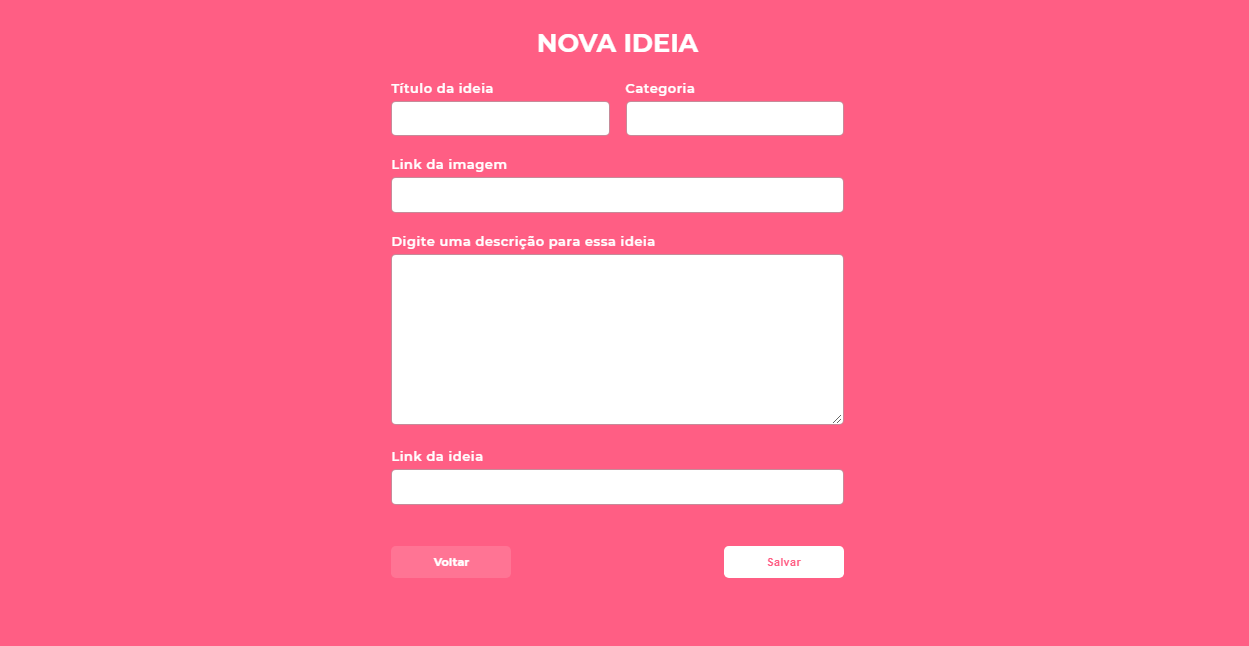 NOVA IDEIA
Título da ideia
Categoria
Link da imagem
Digite uma descrição para essa ideia
Link da ideia
Voltar
Salvar